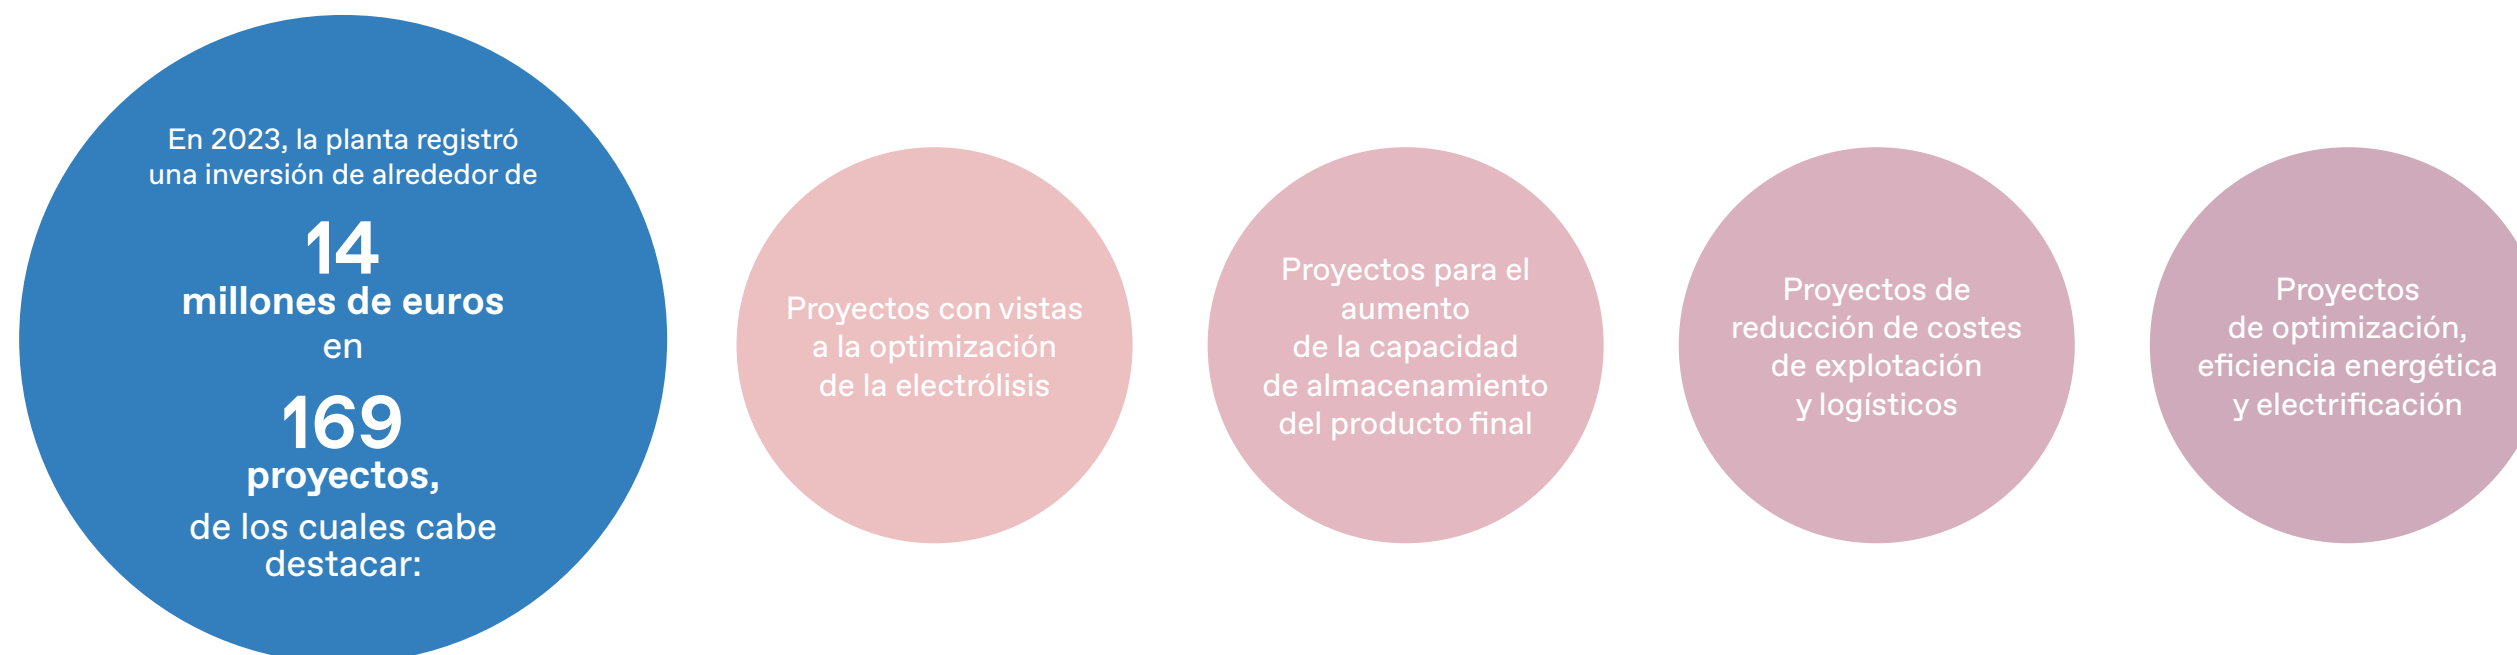 En 2023, la planta registró
una inversión de alrededor de
14
millones de euros
en
169
proyectos,
de los cuales cabe
destacar:
Proyectos con vistas
a la optimización
de la electrólisis
Proyectos para el
aumento
de la capacidad
de almacenamiento
del producto final
Proyectos de
reducción de costes
de explotación
y logísticos
Proyectos
de optimización,
eficiencia energética
y electrificación